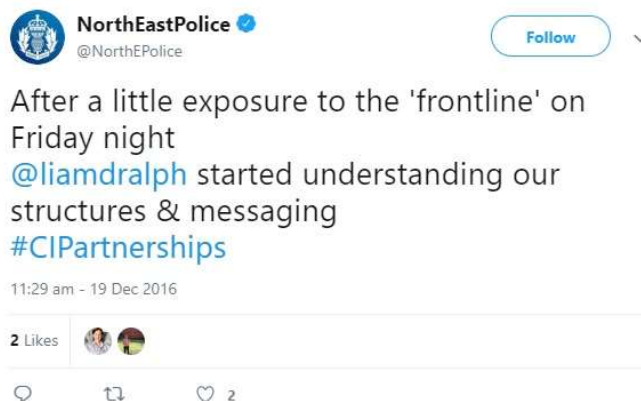 NorthEastPolice
@NorthEPolice
Follow
After a little exposure to the 'frontline' on
Friday night
@liamdralph started understanding our
structures & messaging
#CIPartnerships
11:29 am - 19 Dec 2016
2 Likes
2